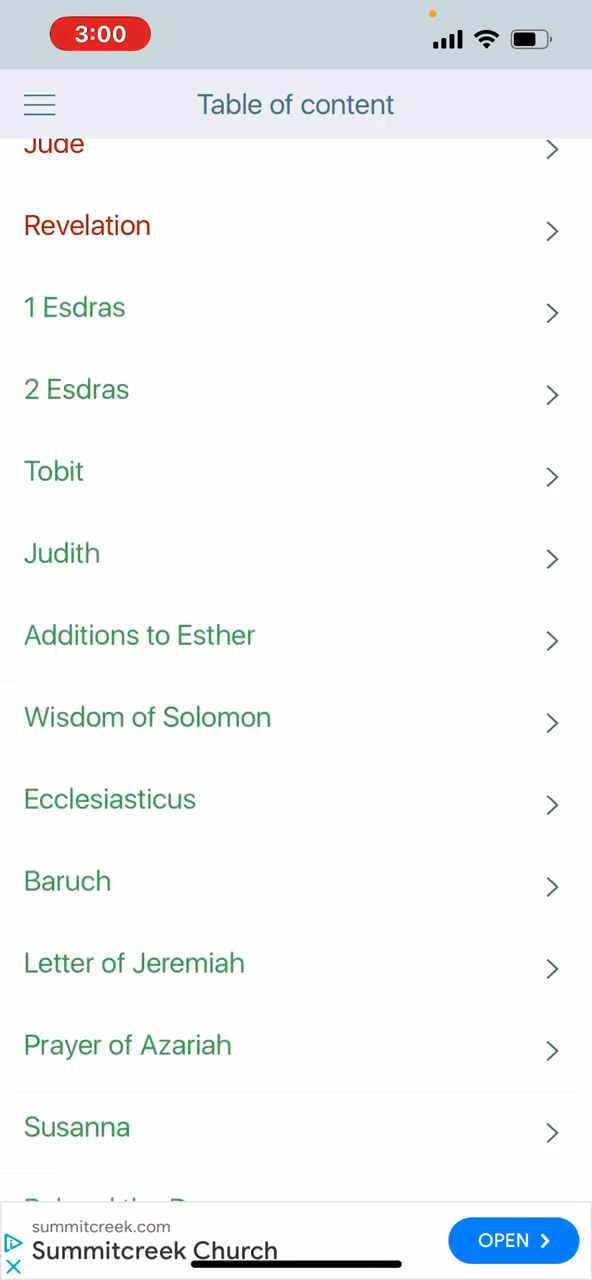 3:00
Table of content
Jude
Revelation
1 Esdras
2 Esdras
Tobit
Judith
Additions to Esther
Wisdom of Solomon
Ecclesiasticus
Baruch
Letter of Jeremiah
Prayer of Azariah
Susanna
summitcreek.com
Summitcreek Church
OPEN